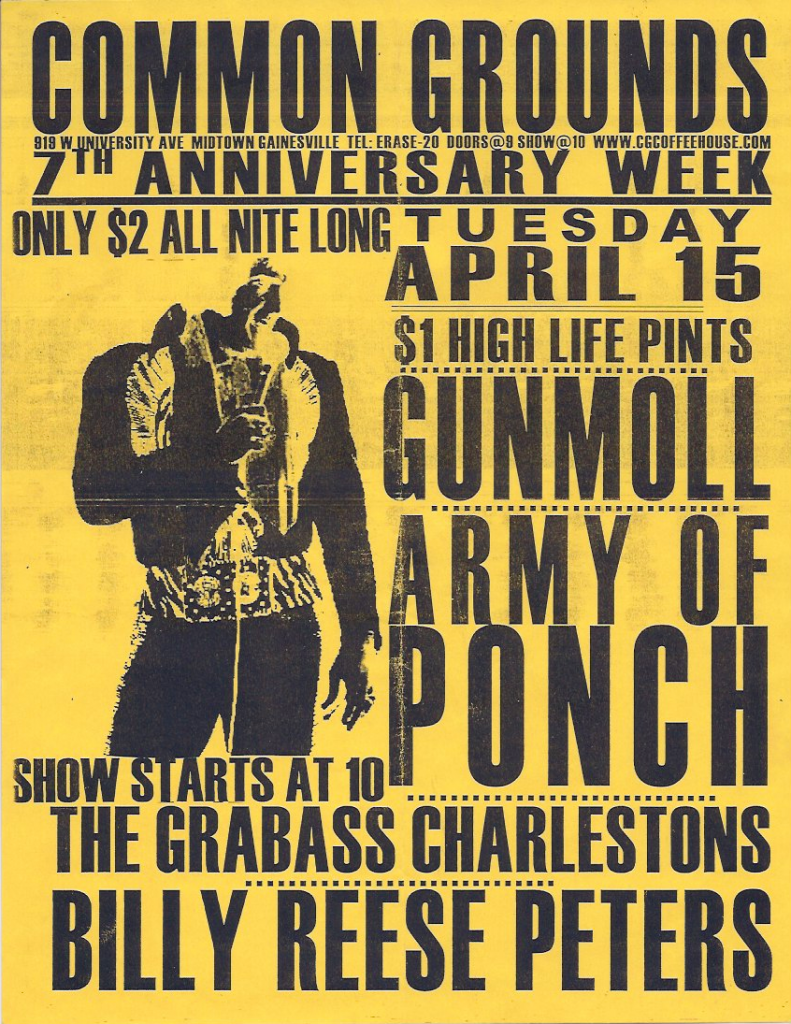 COMMON GROUNDS
919 W UNIVERSITY AVE MIDTOWN GAINESVILLE TEL: ERASE-20 DOORS@9 SHOW@10 WWW.CGCOFFEEHOUSE.COM
7TH ANNIVERSARY WEEK
ONLY $2 ALL NITE LONG
TUESDAY
APRIL 15
$1 HIGH LIFE PINTS
GUNMOLL
ARMY OF
PONCH
SHOW STARTS AT 10
THE GRABASS CHARLESTONS
BILLY REESE PETERS